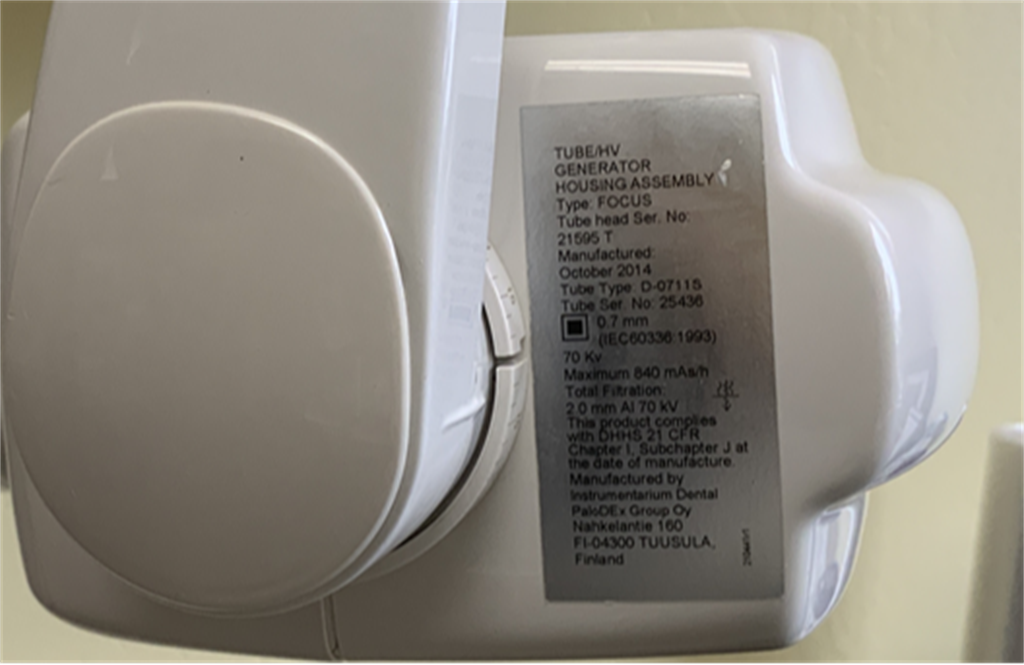 TUBE/HV
GENERATOR
HOUSING ASSEMBLY
Type: FOCUS
Tube head Ser. No:
21595 T
Manufactured:
October 2014
Tube Type: D-0711S
Tube Ser. No: 25436
0.7 mm
(IEC60336:1993)
70 Kv
Maximum 840 mAs/h
Total Filtration:
2.0 mm Al 70 kV
This product complies
with DHHS 21 CFR
Chapter I, Subchapter J at
the date of manufacture.
Manufactured by
Instrumentarium Dental
PaloDEx Group Oy
Nahkelantie 160
FI-04300 TUUSULA,
Finland